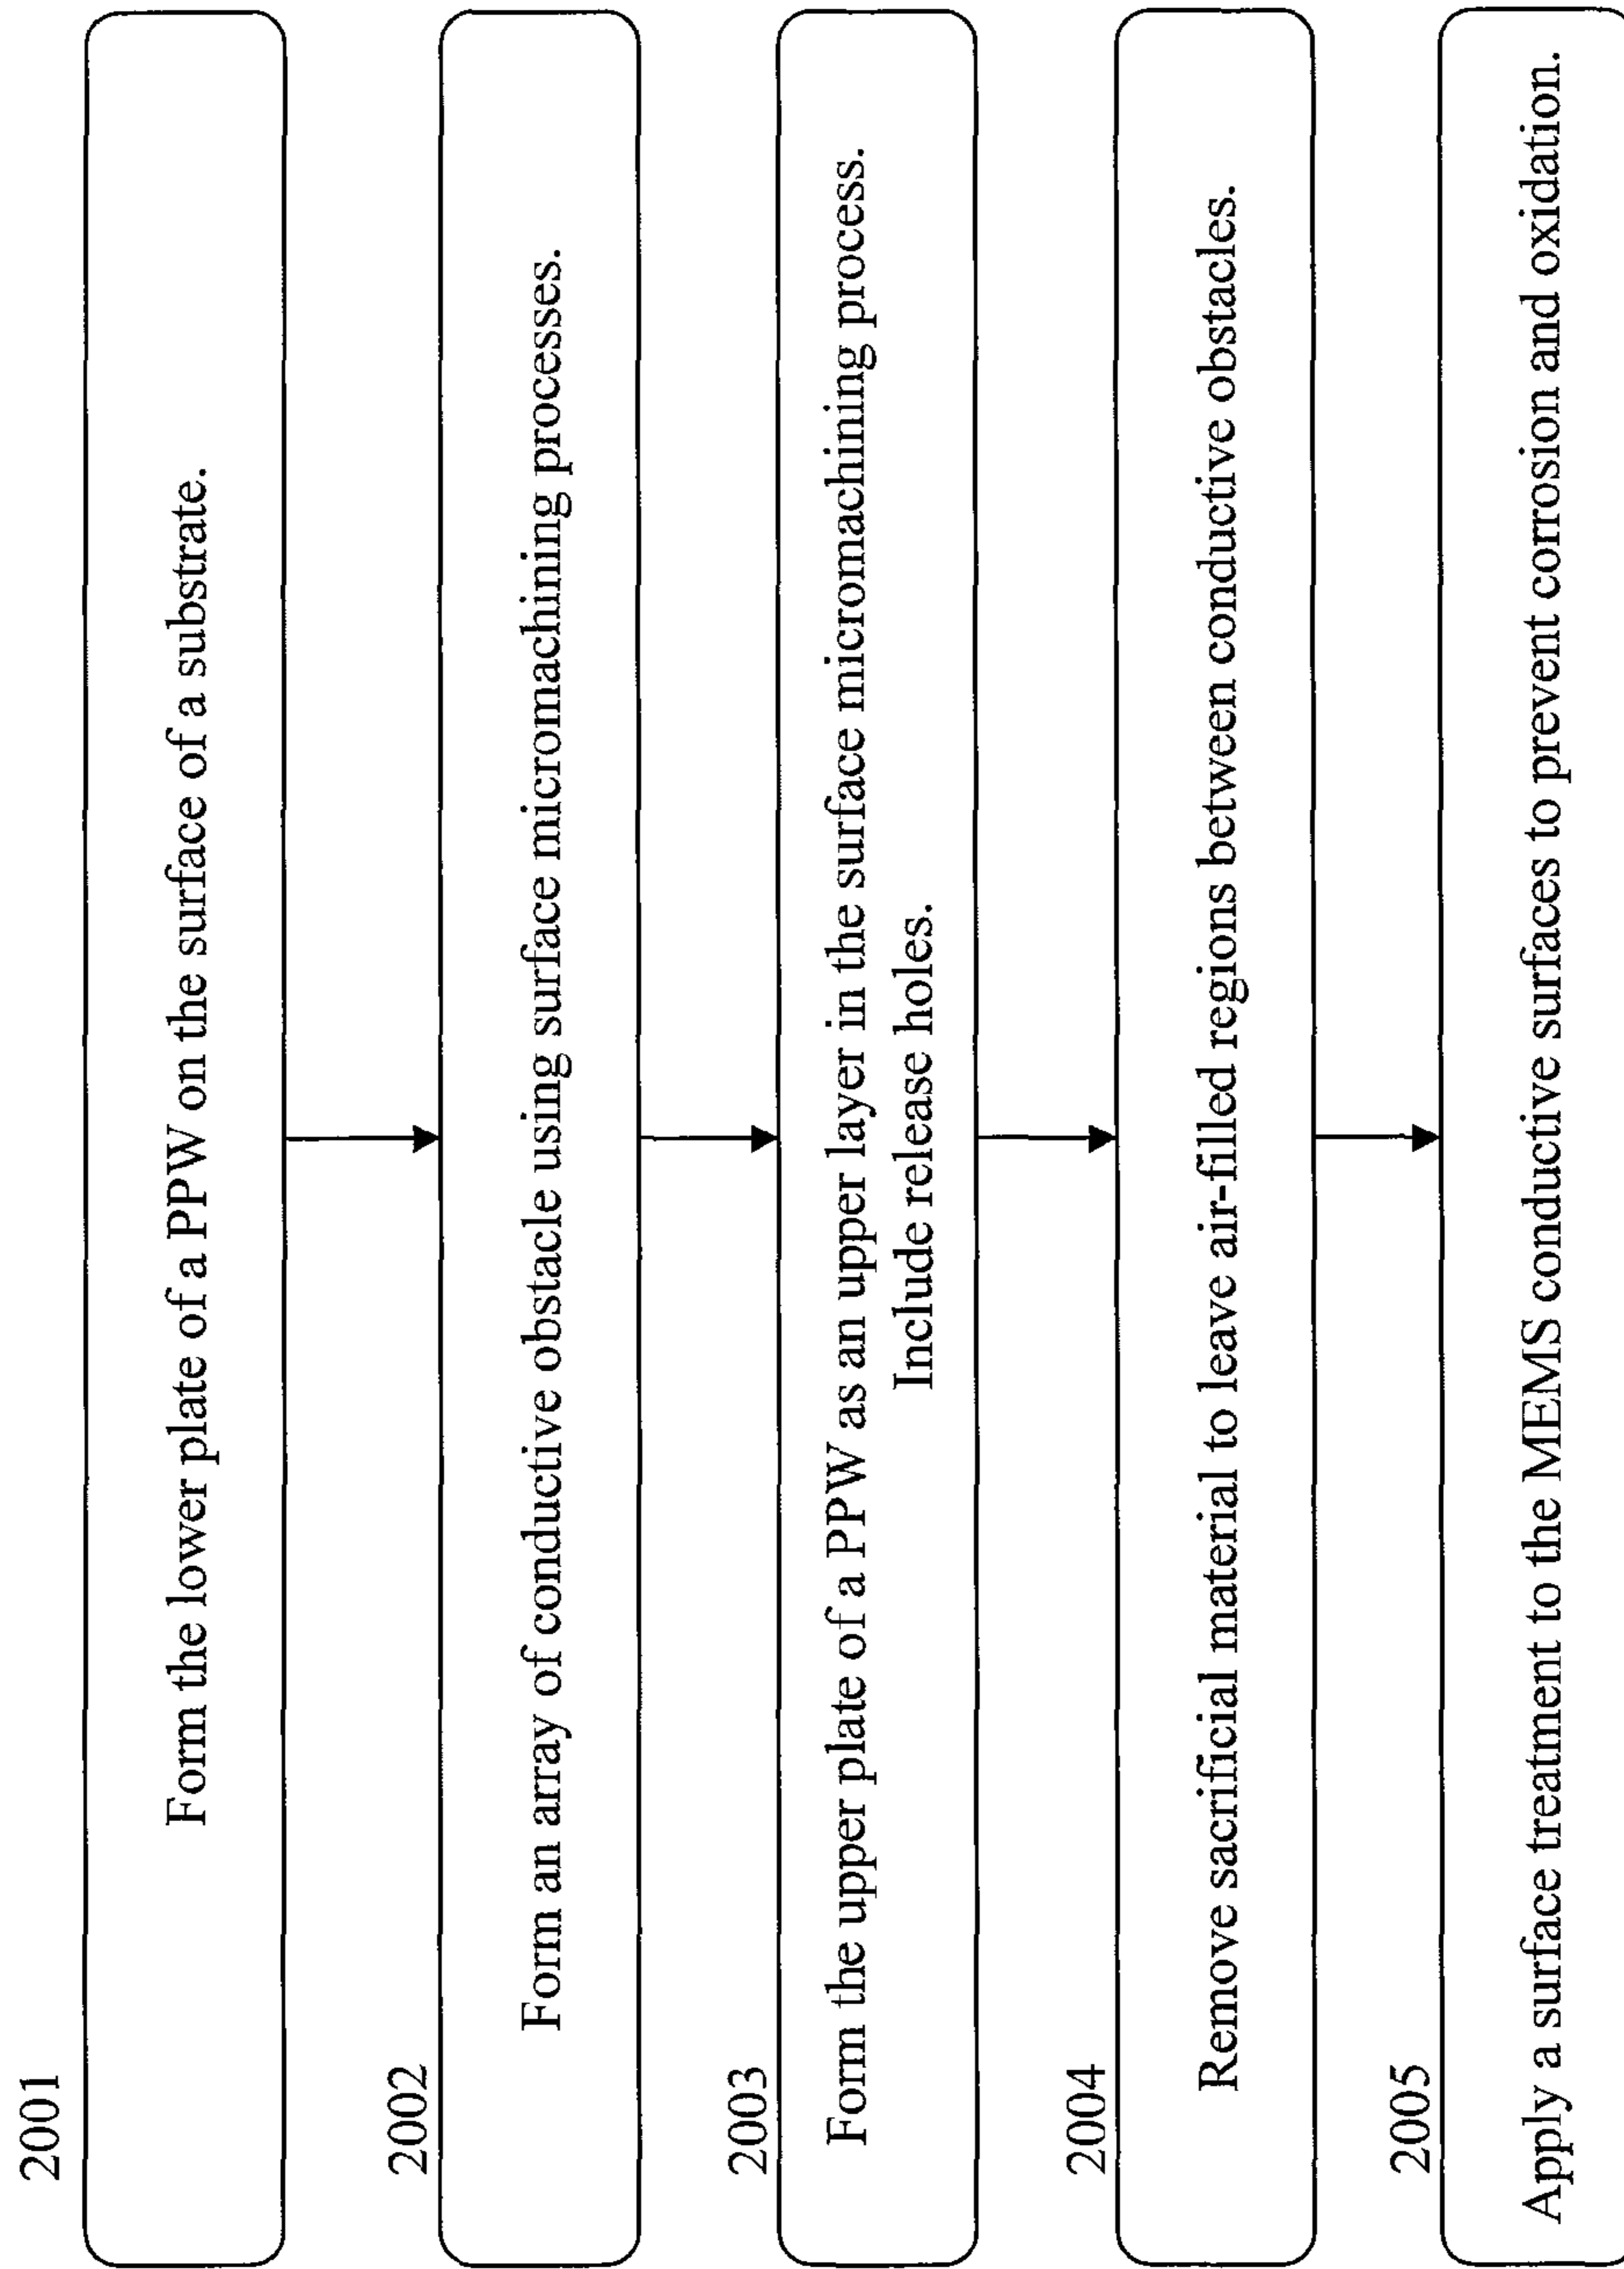 2001
Form the lower plate of a PPW on the surface of a substrate.
2002
Form an array of conductive obstacle using surface micromachining processes.
2003
Form the upper plate of a PPW as an upper layer in the surface micromachining process.
Include release holes.
2004
Remove sacrificial material to leave air-filled regions between conductive obstacles.
2005
Apply a surface treatment to the MEMS conductive surfaces to prevent corrosion and oxidation.